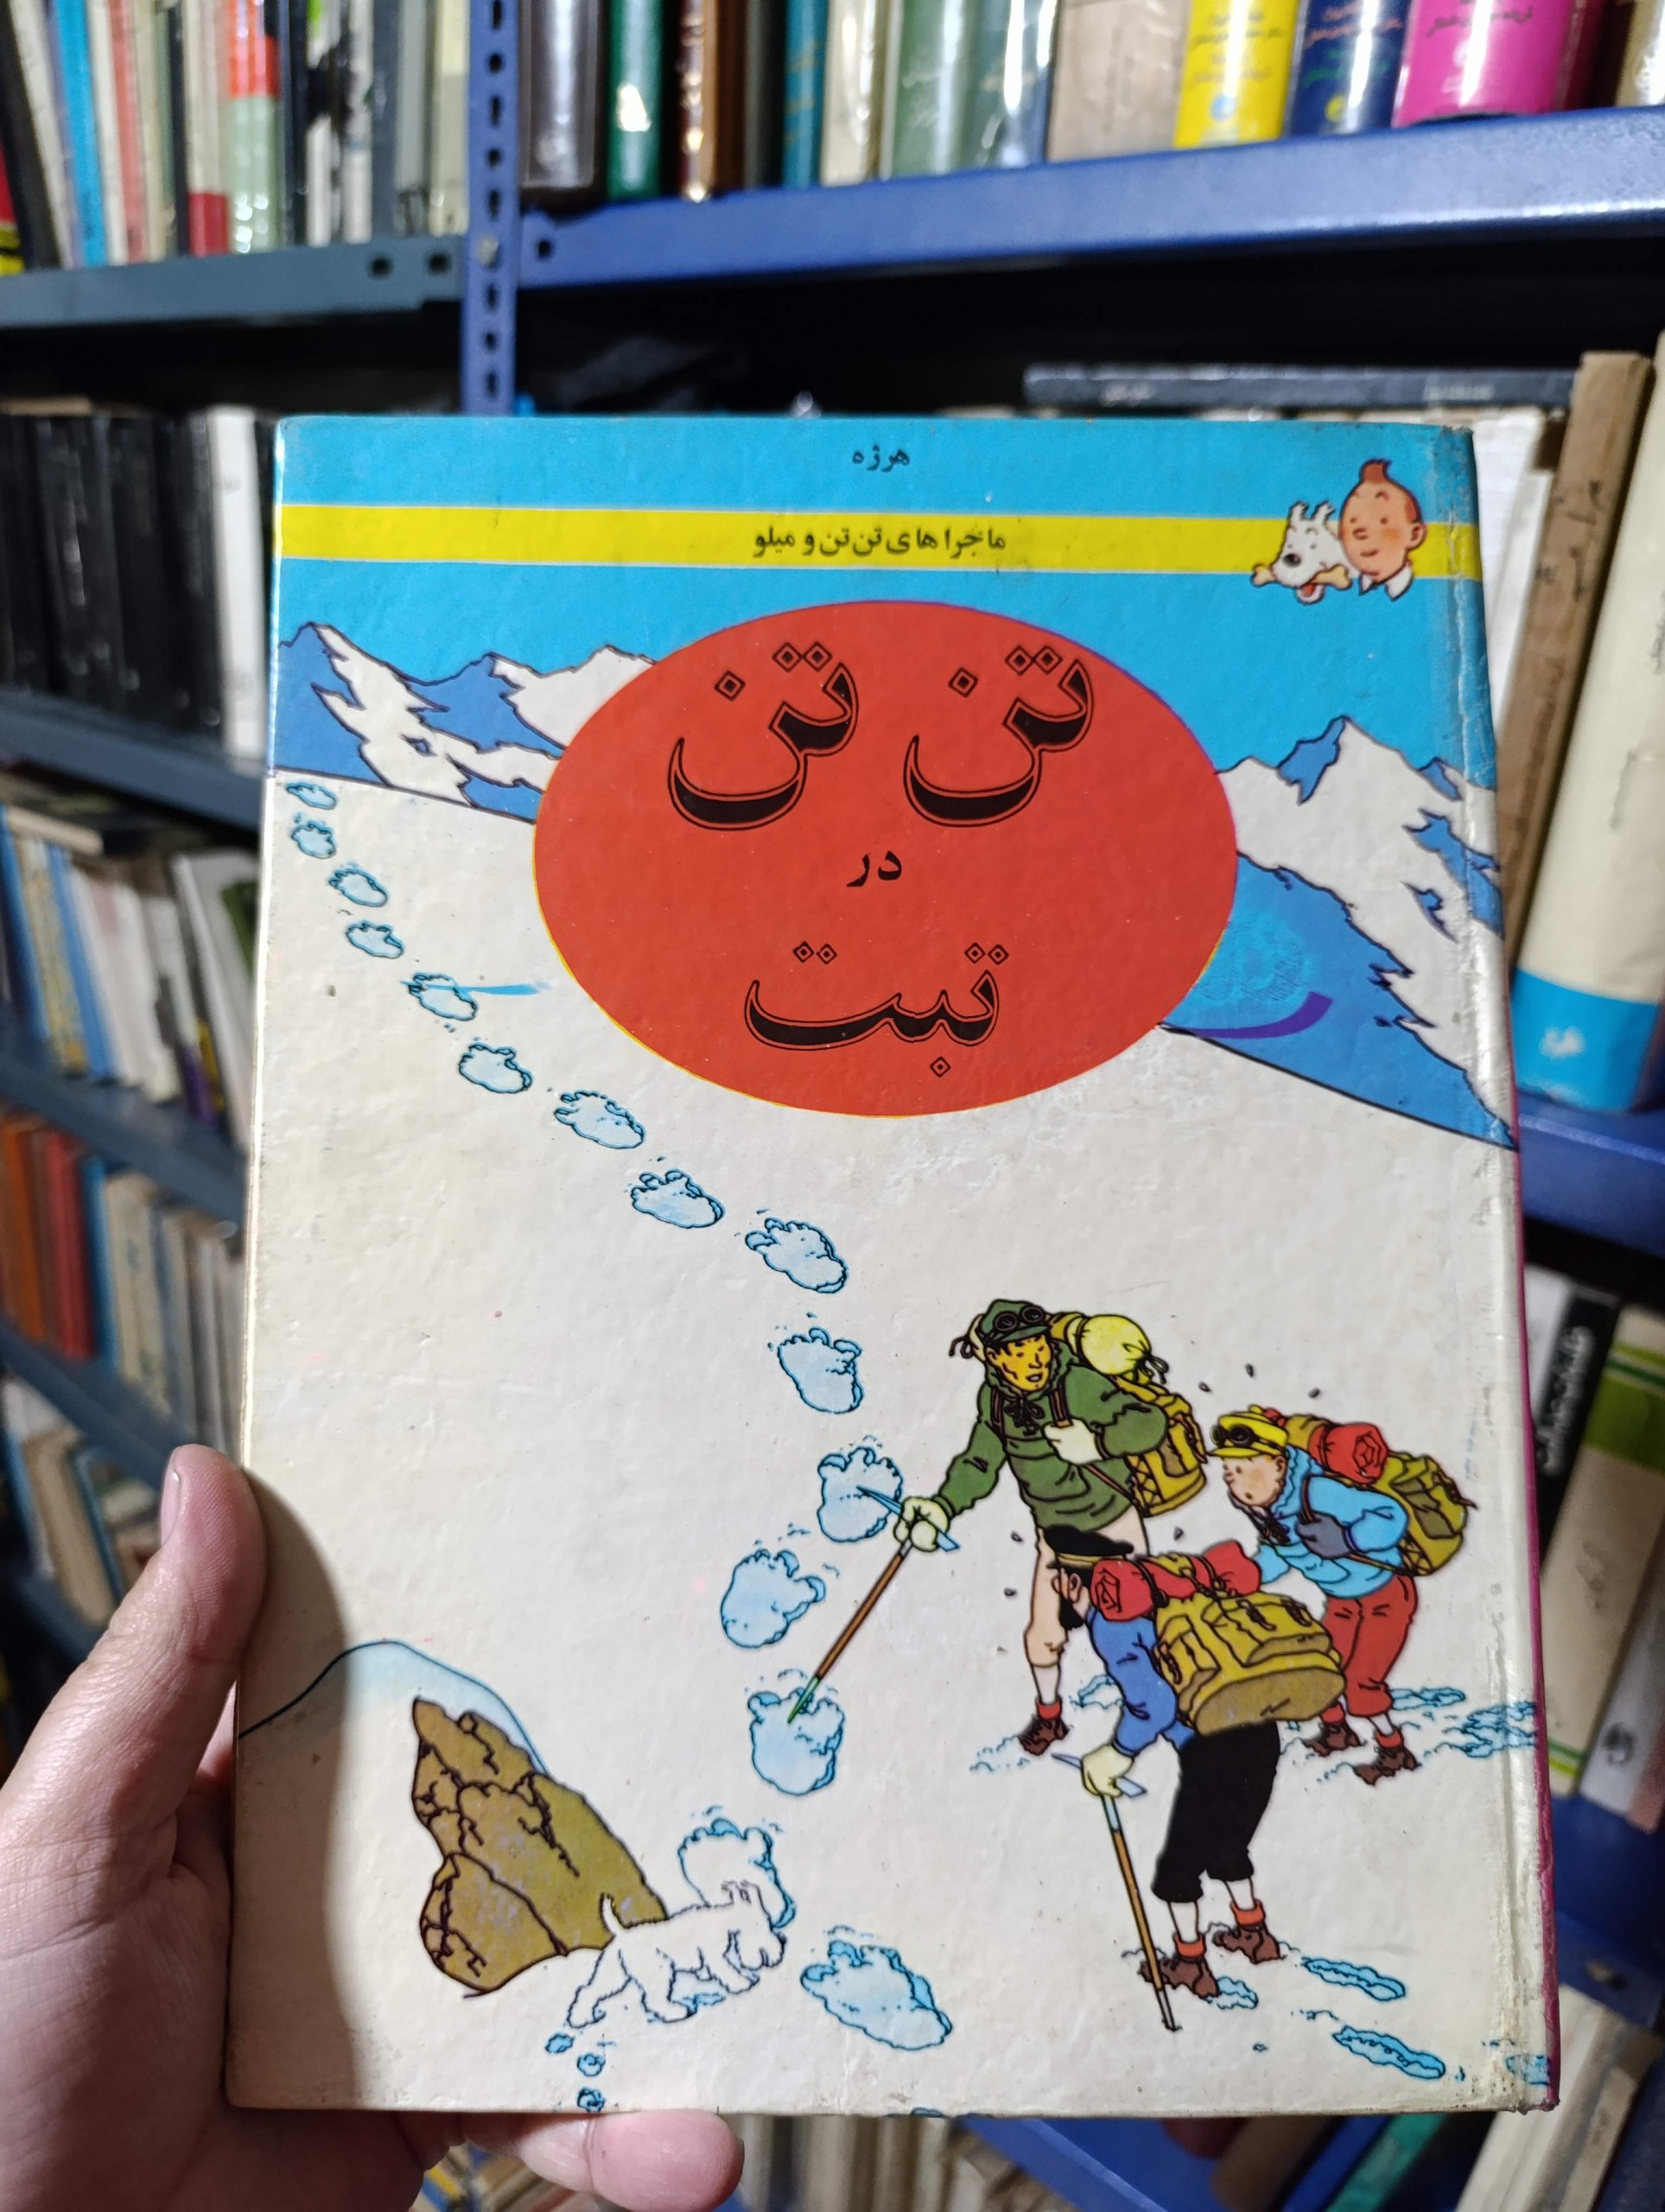 هرژه
ماجراهای تن تن و میلو
تن تن
در
تبت